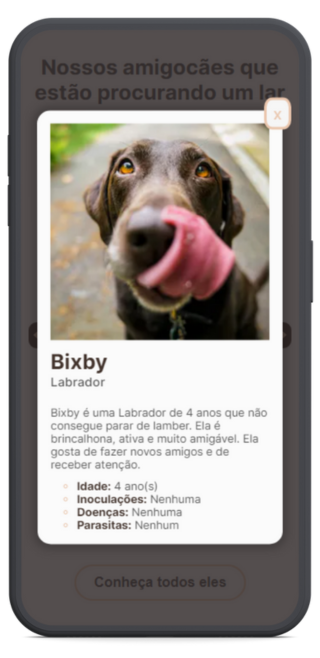 Nossos amigocães que
estão procurando um lar
x
Bixby
Labrador
Bixby é uma Labrador de 4 anos que não
consegue parar de lamber. Ela é
brincalhona, ativa e muito amigável. Ela
gosta de fazer novos amigos e de
receber atenção.
Idade: 4 ano(s)
Inoculações: Nenhuma
Doenças: Nenhuma
Parasitas: Nenhum
Conheça todos eles